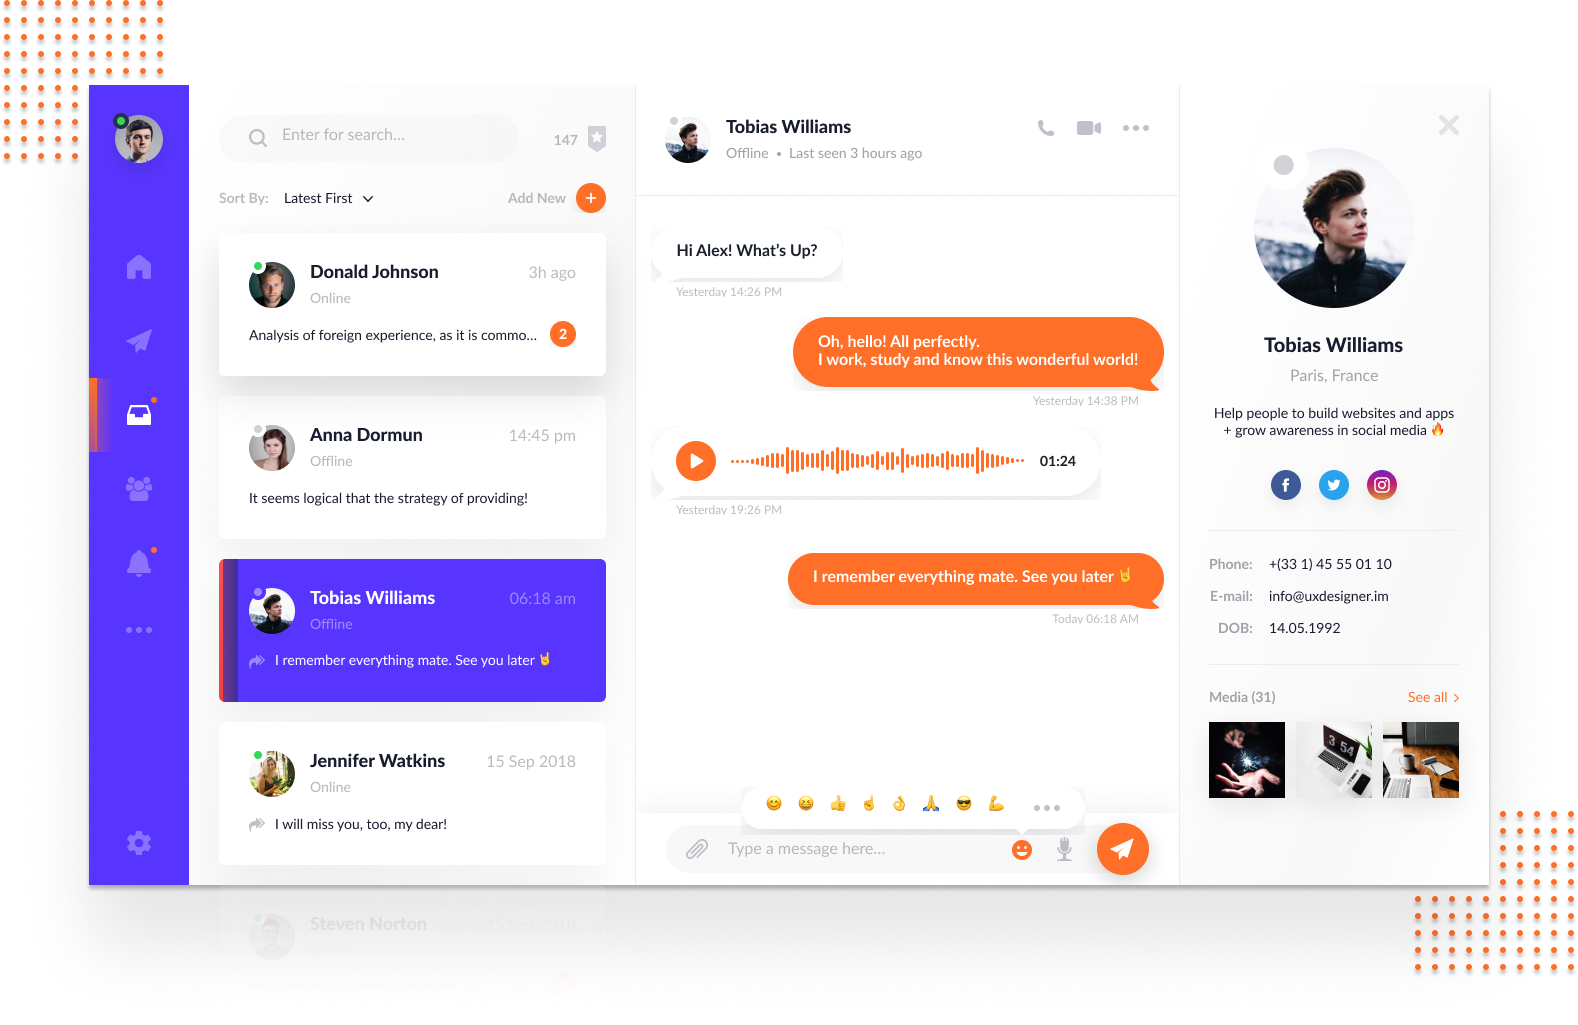 Enter for search...
147
Sort By: Latest First
Add New
Donald Johnson
3h ago
Online
Analysis of foreign experience, as it is commo...
2
Anna Dormun
14:45 pm
Offline
It seems logical that the strategy of providing!
Tobias Williams
06:18 am
Offline
I remember everything mate. See you later 🤘
Jennifer Watkins
15 Sep 2018
Online
I will miss you, too, my dear!
Steven Norton
15 Sep 2018
Tobias Williams
Offline • Last seen 3 hours ago
Hi Alex! What's Up?
Yesterday 14:26 PM
Oh, hello! All perfectly.
I work, study and know this wonderful world!
Yesterday 14:38 PM
01:24
Yesterday 19:26 PM
I remember everything mate. See you later 🤘
Today 06:18 AM
😊 😆 👍 ☝ 👌 🙏 😎 💪
Type a message here...
Tobias Williams
Paris, France
Help people to build websites and apps
+ grow awareness in social media 🔥
Phone: +(33 1) 45 55 01 10
E-mail: info@uxdesigner.im
DOB: 14.05.1992
Media (31)
See all >
3 54